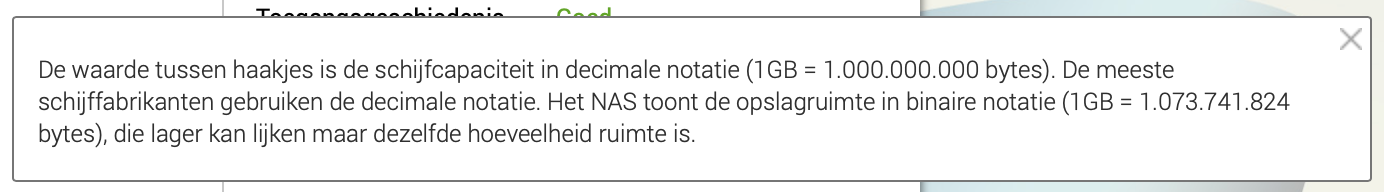 Toegangsgeschiedenis Goed
De waarde tussen haakjes is de schijfcapaciteit in decimale notatie (1GB = 1.000.000.000 bytes). De meeste
schijffabrikanten gebruiken de decimale notatie. Het NAS toont de opslagruimte in binaire notatie (1GB = 1.073.741.824
bytes), die lager kan lijken maar dezelfde hoeveelheid ruimte is.